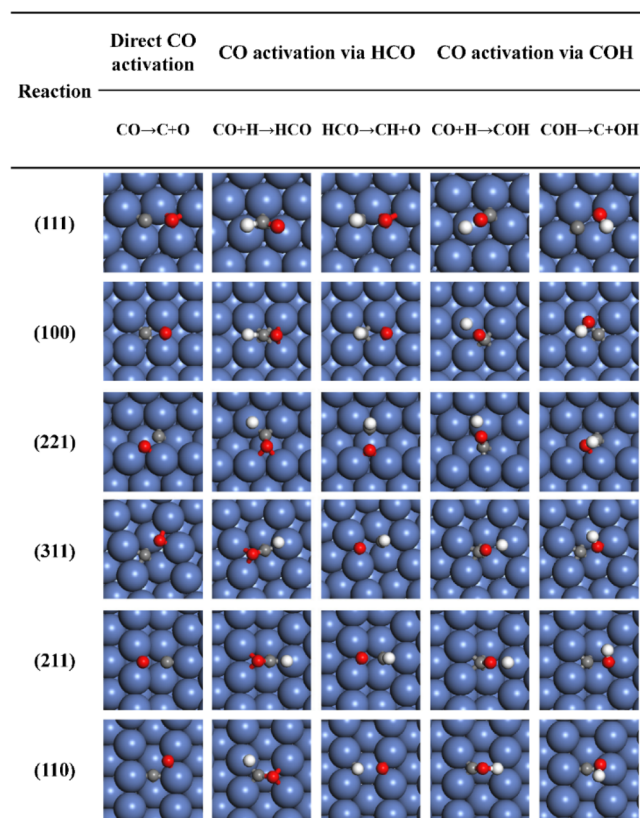 Direct CO activation
CO activation via HCO
CO activation via COH
Reaction
CO→C+O
CO+H→HCO
HCO→CH+O
CO+H→COH
COH→C+OH
(111)
(100)
(221)
(311)
(211)
(110)